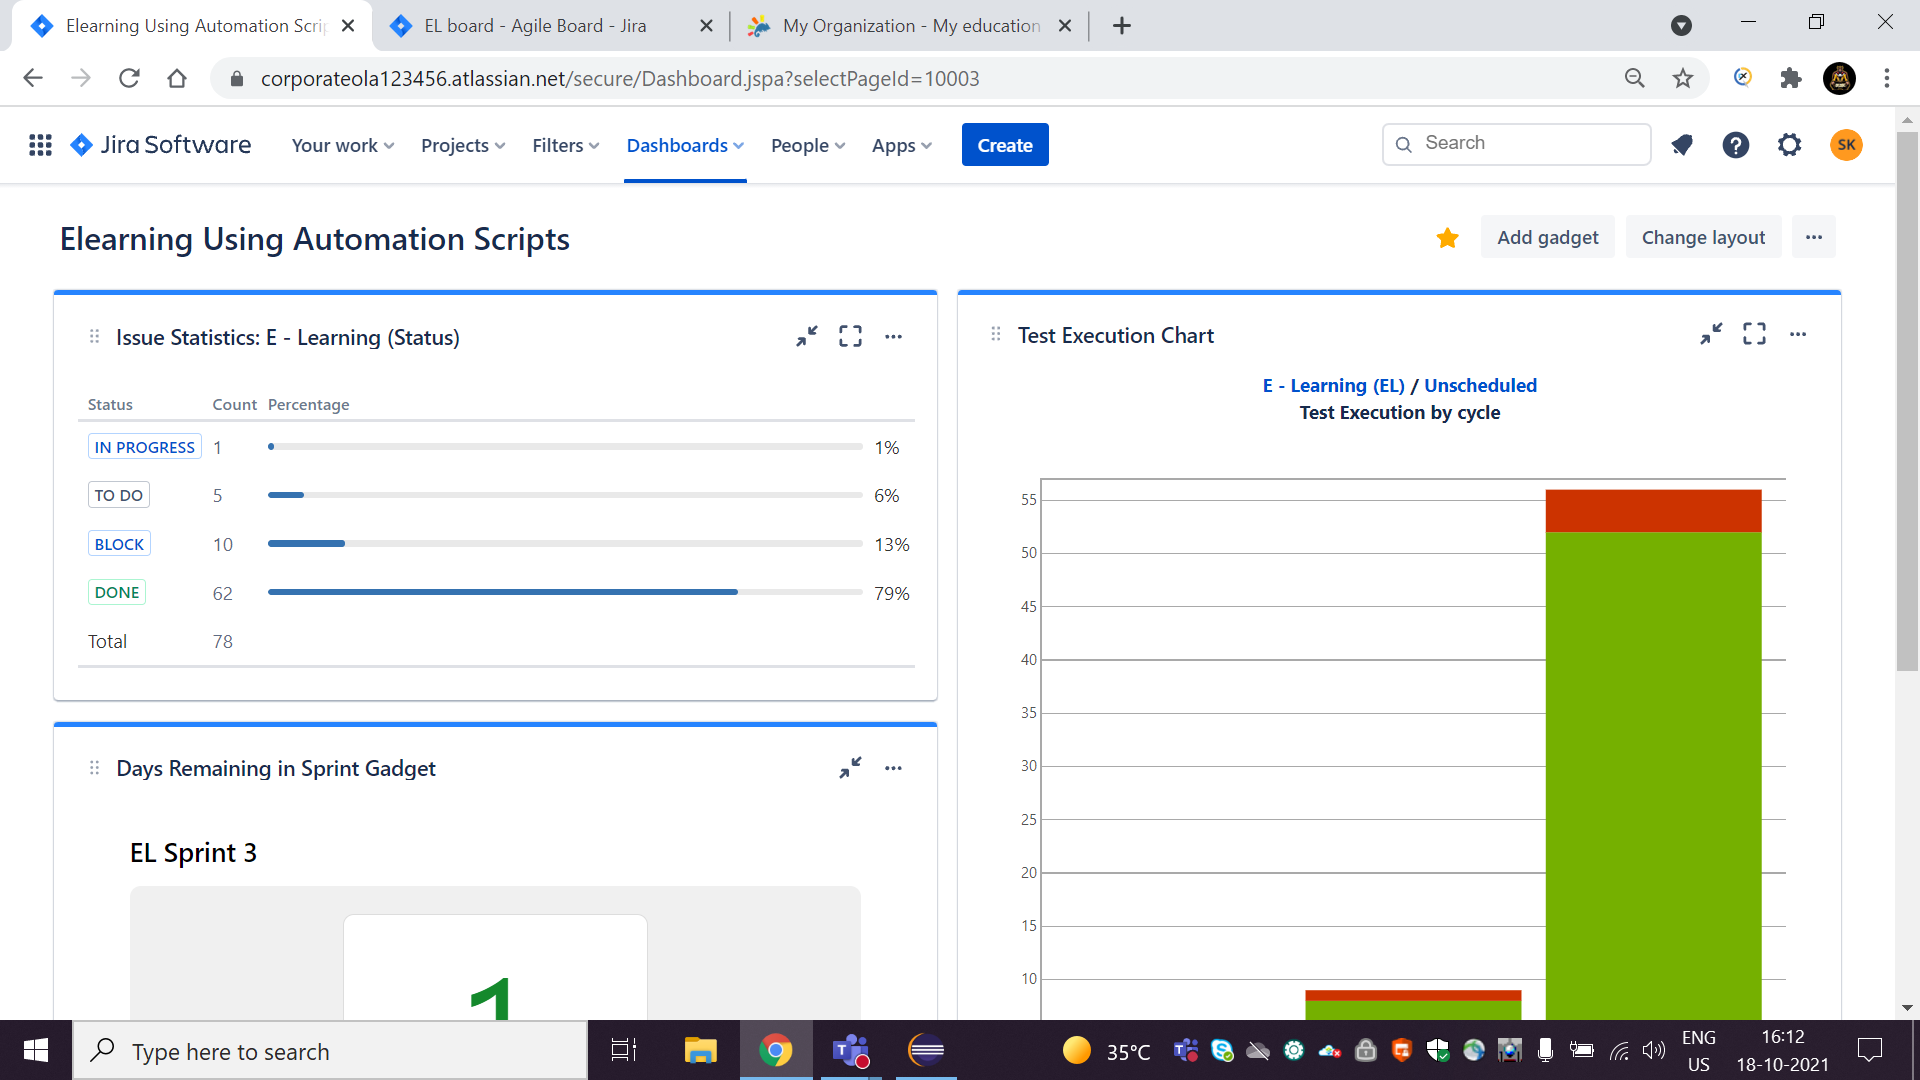 Elearning Using Automation Scrip
EL board - Agile Board - Jira
My Organization - My education
corporateola123456.atlassian.net/secure/Dashboard.jspa?selectPageId=10003
Jira Software
Your work
Projects
Filters
Dashboards
People
Apps
Create
Search
SK
Elearning Using Automation Scripts
Add gadget
Change layout
Issue Statistics: E - Learning (Status)
Status Count Percentage
IN PROGRESS 1 1%
TO DO 5 6%
BLOCK 10 13%
DONE 62 79%
Total 78
Days Remaining in Sprint Gadget
EL Sprint 3
1
Test Execution Chart
E - Learning (EL) / Unscheduled
Test Execution by cycle
55
50
45
40
35
30
25
20
15
10
Type here to search
35°C
ENG
US
16:12
18-10-2021